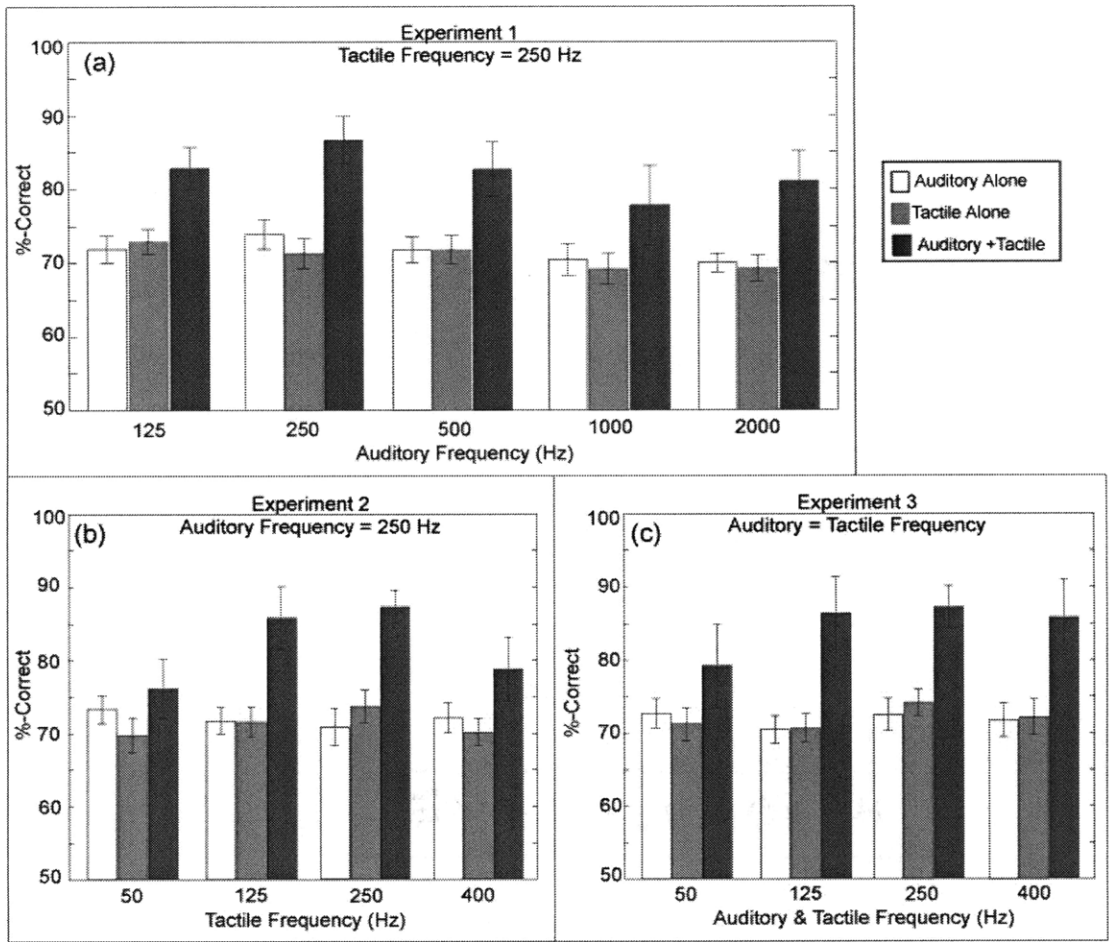 Experiment 1
Tactile Frequency = 250 Hz
(a)
100
90
80
70
60
50
%-Correct
125 250 500 1000 2000
Auditory Frequency (Hz)
Auditory Alone
Tactile Alone
Auditory +Tactile
Experiment 2
Auditory Frequency = 250 Hz
(b)
100
90
80
70
60
50
%-Correct
50 125 250 400
Tactile Frequency (Hz)
Experiment 3
Auditory = Tactile Frequency
(c)
100
90
80
70
60
50
%-Correct
50 125 250 400
Auditory & Tactile Frequency (Hz)